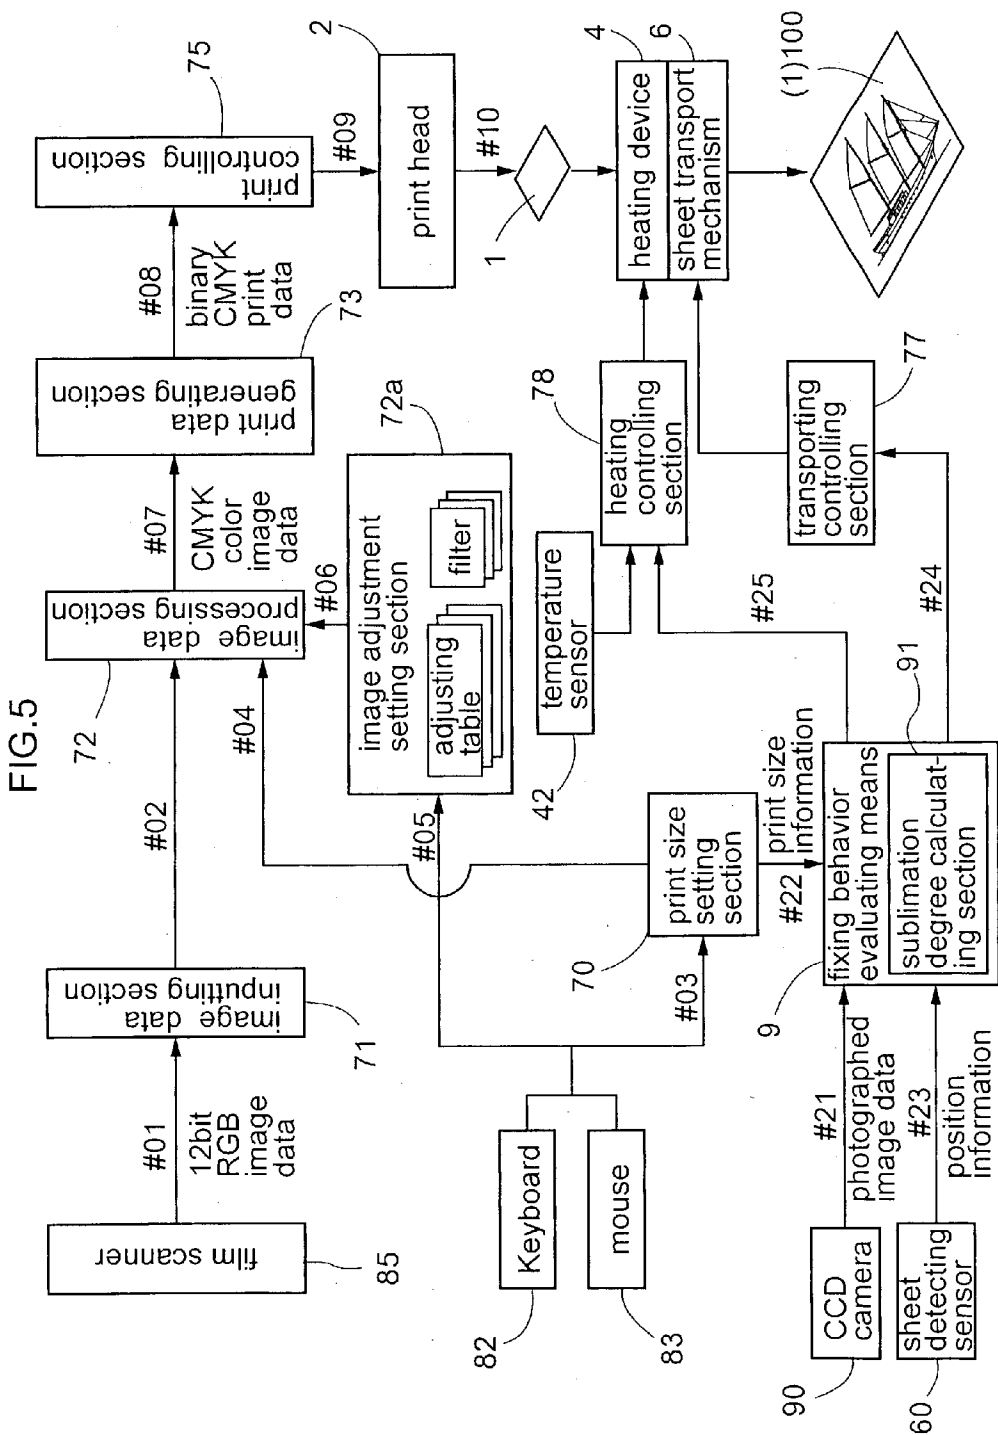 FIG.5
film scanner
85
#01
12bit
RGB
image
data
image data
inputting section
71
#02
image data
processing section
72
#07
CMYK
color
image
data
print data
generating section
73
#08
binary
CMYK
print
data
print
controlling section
75
#09
print head
2
#10
1
heating device
4
sheet transport
mechanism
6
(1)100
#04
#05
#06
image adjustment
setting section
adjusting
table
filter
72a
Keyboard
82
mouse
83
#03
print size
setting
section
70
#22
print size
information
temperature
sensor
42
heating
controlling
section
78
transporting
controlling
section
77
#25
#24
CCD
camera
90
#21
photographed
image data
sheet
detecting
sensor
60
#23
position
information
fixing behavior
evaluating means
9
sublimation
degree calculat-
ing section
91